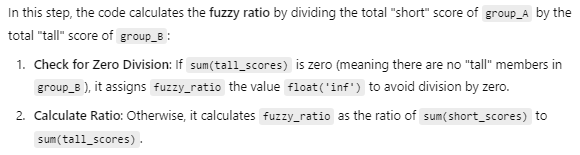 In this step, the code calculates the fuzzy ratio by dividing the total "short" score of group_A by the
total "tall" score of group_B :
1. Check for Zero Division: If sum(tall_scores) is zero (meaning there are no "tall" members in
group_B ), it assigns fuzzy_ratio the value float('inf') to avoid division by zero.
2. Calculate Ratio: Otherwise, it calculates fuzzy_ratio as the ratio of sum(short_scores) to
sum(tall_scores) .